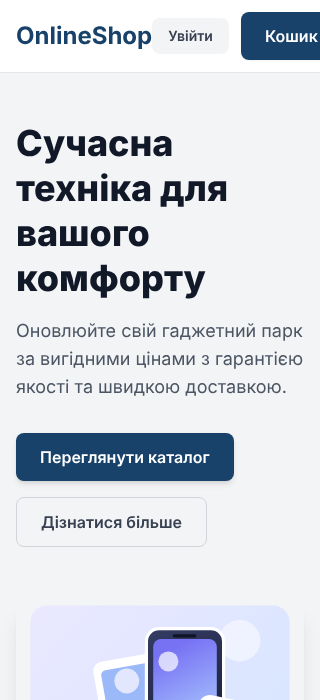 OnlineShop Увійти Кошик
Сучасна
техніка для
вашого
комфорту
Оновлюйте свій гаджетний парк
за вигідними цінами з гарантією
якості та швидкою доставкою.
Переглянути каталог
Дізнатися більше